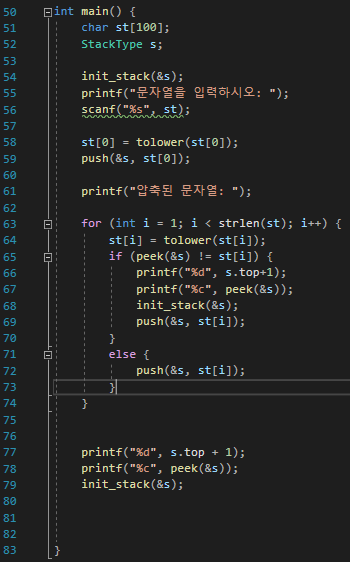 50 int main() {
51 char st[100];
52 StackType s;
53
54 init_stack(&s);
55 printf("문자열을 입력하시오: ");
56 scanf("%s", st);
57
58 st[0] = tolower(st[0]);
59 push(&s, st[0]);
60
61 printf("압축된 문자열: ");
62
63 for (int i = 1; i < strlen(st); i++) {
64 st[i] = tolower(st[i]);
65 if (peek(&s) != st[i]) {
66 printf("%d", s.top+1);
67 printf("%c", peek(&s));
68 init_stack(&s);
69 push(&s, st[i]);
70 }
71 else {
72 push(&s, st[i]);
73 }
74 }
75
76
77 printf("%d", s.top + 1);
78 printf("%c", peek(&s));
79 init_stack(&s);
80
81
82
83 }